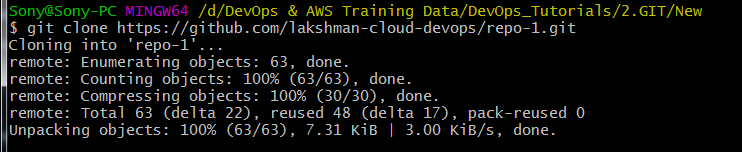 Sony@Sony-PC MINGW64 /d/DevOps & AWS Training Data/DevOps_Tutorials/2.GIT/New
$ git clone https://github.com/lakshman-cloud-devops/repo-1.git
Cloning into 'repo-1'...
remote: Enumerating objects: 63, done.
remote: Counting objects: 100% (63/63), done.
remote: Compressing objects: 100% (30/30), done.
remote: Total 63 (delta 22), reused 48 (delta 17), pack-reused 0
Unpacking objects: 100% (63/63), 7.31 KiB | 3.00 KiB/s, done.